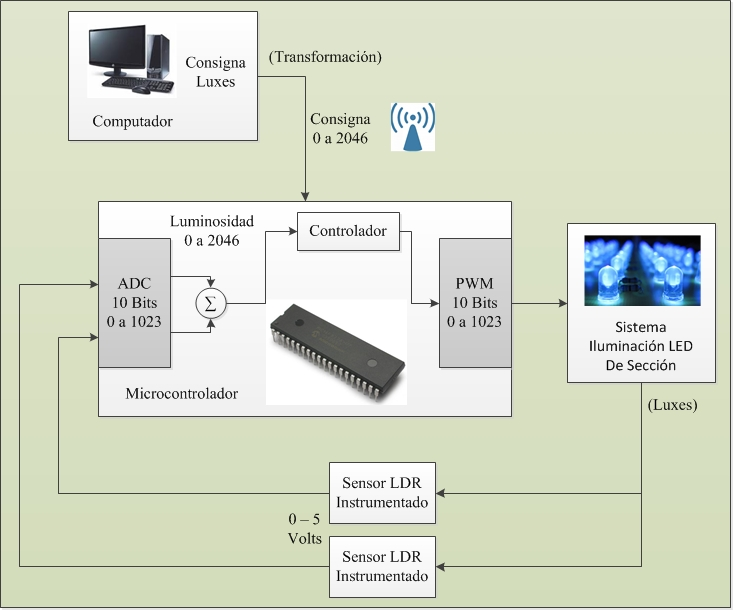 Consigna
Luxes
Computador
(Transformación)
Consigna
0 a 2046
Luminosidad
0 a 2046
Controlador
ADC
10 Bits
0 a 1023
Σ
PWM
10 Bits
0 a 1023
Microcontrolador
Sistema
Iluminación LED
De Sección
(Luxes)
Sensor LDR
Instrumentado
0 – 5
Volts
Sensor LDR
Instrumentado